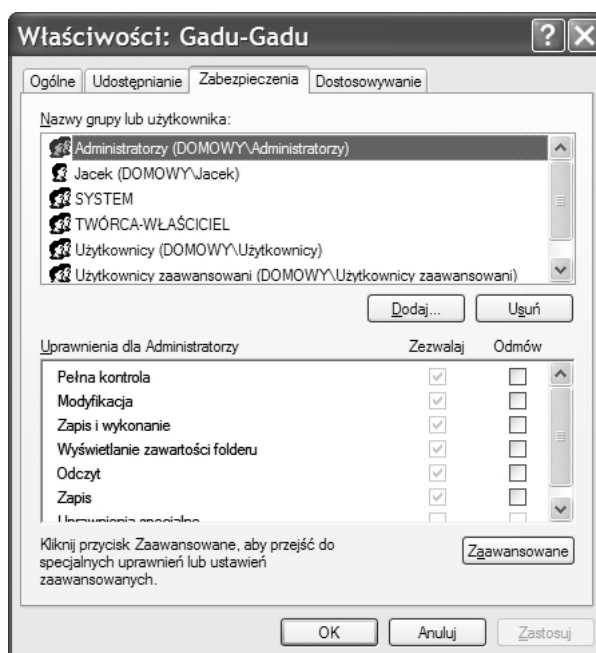 Właściwości: Gadu-Gadu
Ogólne Udostępnianie Zabezpieczenia Dostosowywanie
Nazwy grupy lub użytkownika:
Administratorzy (DOMOWY\Administratorzy)
Jacek (DOMOWY\Jacek)
SYSTEM
TWÓRCA-WŁAŚCICIEL
Użytkownicy (DOMOWY\Użytkownicy)
Użytkownicy zaawansowani (DOMOWY\Użytkownicy zaawansowani)
Dodaj... Usuń
Uprawnienia dla Administratorzy Zezwalaj Odmów
Pełna kontrola
Modyfikacja
Zapis i wykonanie
Wyświetlanie zawartości folderu
Odczyt
Zapis
Uprawnienia specjalne
Kliknij przycisk Zaawansowane, aby przejść do
specjalnych uprawnień lub ustawień
zaawansowanych.
Zaawansowane
OK Anuluj Zastosuj